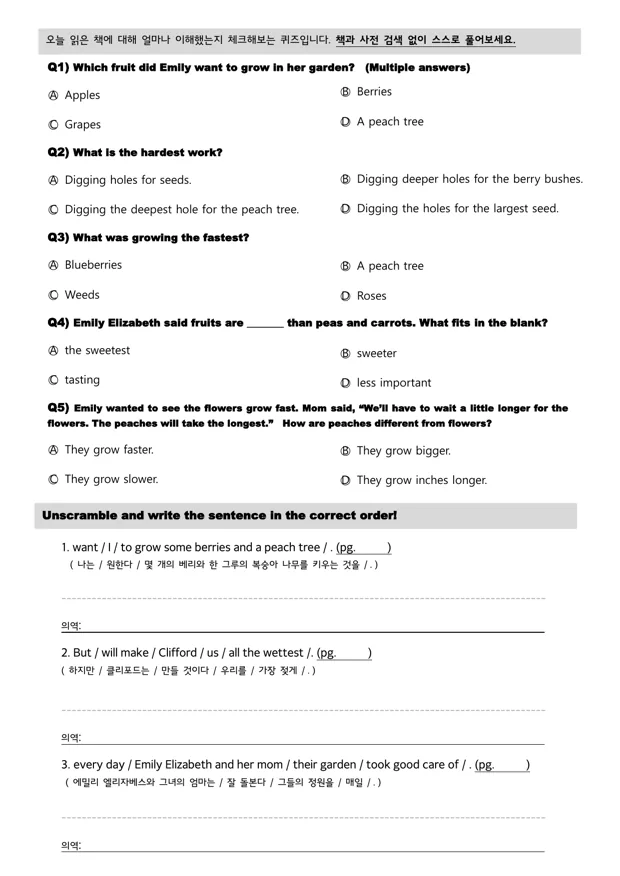 오늘 읽은 책에 대해 얼마나 이해했는지 체크해보는 퀴즈입니다. 책과 사전 검색 없이 스스로 풀어보세요.
Q1) Which fruit did Emily want to grow in her garden? (Multiple answers)
Ⓐ Apples
Ⓑ Berries
Ⓒ Grapes
Ⓓ A peach tree
Q2) What is the hardest work?
Ⓐ Digging holes for seeds.
Ⓑ Digging deeper holes for the berry bushes.
Ⓒ Digging the deepest hole for the peach tree.
Ⓓ Digging the holes for the largest seed.
Q3) What was growing the fastest?
Ⓐ Blueberries
Ⓑ A peach tree
Ⓒ Weeds
Ⓓ Roses
Q4) Emily Elizabeth said fruits are ______ than peas and carrots. What fits in the blank?
Ⓐ the sweetest
Ⓑ sweeter
Ⓒ tasting
Ⓓ less important
Q5) Emily wanted to see the flowers grow fast. Mom said, “We’ll have to wait a little longer for the
flowers. The peaches will take the longest.” How are peaches different from flowers?
Ⓐ They grow faster.
Ⓑ They grow bigger.
Ⓒ They grow slower.
Ⓓ They grow inches longer.
Unscramble and write the sentence in the correct order!
1. want / I / to grow some berries and a peach tree / . (pg. )
( 나는 / 원한다 / 몇 개의 베리와 한 그루의 복숭아 나무를 키우는 것을 / . )
의역:
2. But / will make / Clifford / us / all the wettest /. (pg. )
( 하지만 / 클리포드는 / 만들 것이다 / 우리를 / 가장 젖게 / . )
의역:
3. every day / Emily Elizabeth and her mom / their garden / took good care of / . (pg. )
( 에밀리 엘리자베스와 그녀의 엄마는 / 잘 돌본다 / 그들의 정원을 / 매일 / . )
의역: